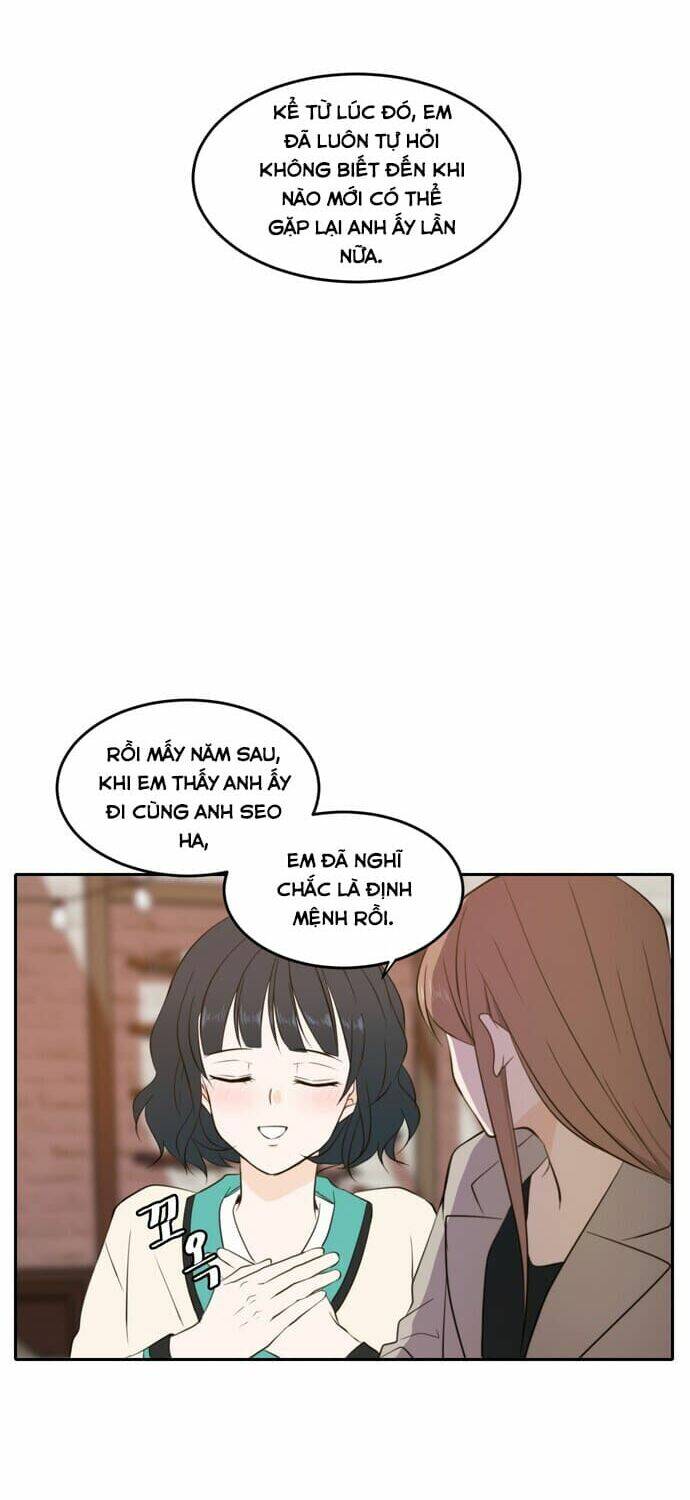 KỂ TỪ LÚC ĐÓ, EM
ĐÃ LUÔN TỰ HỎI
KHÔNG BIẾT ĐẾN KHI
NÀO MỚI CÓ THỂ
GẶP LẠI ANH ẤY LẦN
NỮA.
RỒI MẤY NĂM SAU,
KHI EM THẤY ANH ẤY
ĐI CÙNG ANH SEO
HA,
EM ĐÃ NGHĨ
CHẮC LÀ ĐỊNH
MỆNH RỒI.
꼬옥